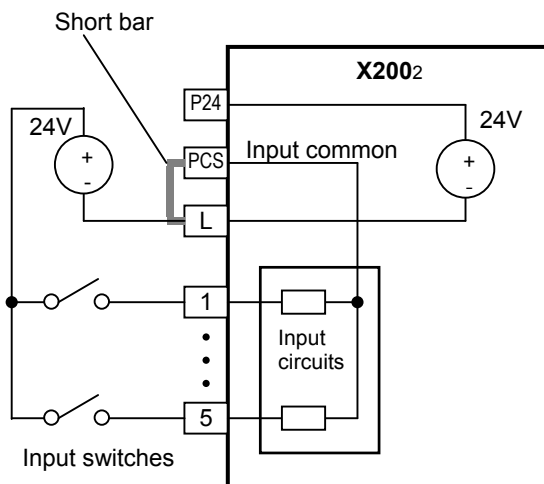 Short bar
X2002
P24
24V
24V
+
-
PCS
Input common
+
-
L
1
Input
circuits
5
Input switches